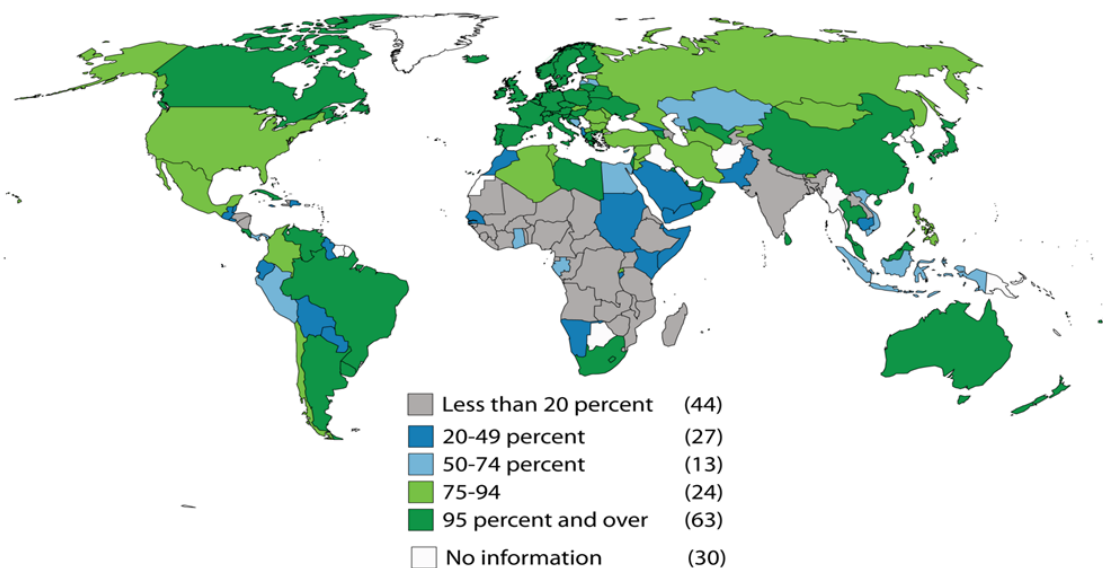 Less than 20 percent (44)
20-49 percent (27)
50-74 percent (13)
75-94 (24)
95 percent and over (63)
No information (30)